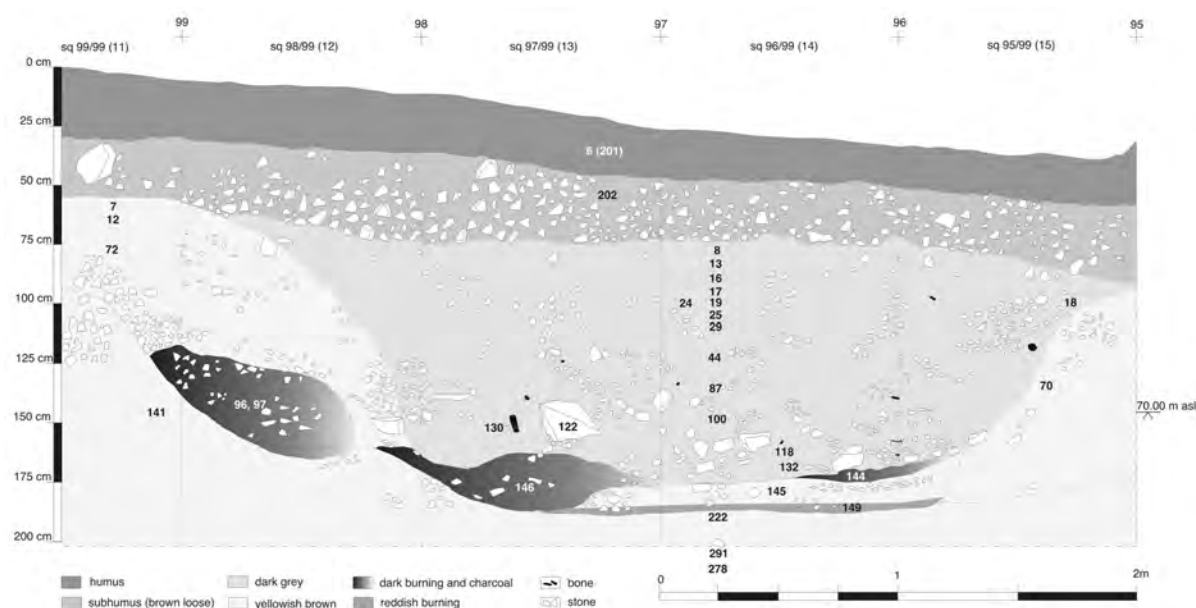 99 98 97 96 95
sq 99/99 (11) sq 98/99 (12) sq 97/99 (13) sq 96/99 (14) sq 95/99 (15)
0 cm
25 cm
6 (201)
50 cm
202
7
12
75 cm
72
8
13
16
17
100 cm
24 19 18
25
29
125 cm
44
87
70
96, 97
70.00 m asl
141
150 cm
100
130 122
118
132
175 cm
144
146
145
149
222
200 cm
291
278
humus dark grey dark burning and charcoal bone
subhumus (brown loose) yellowish brown reddish burning stone
0 1 2m